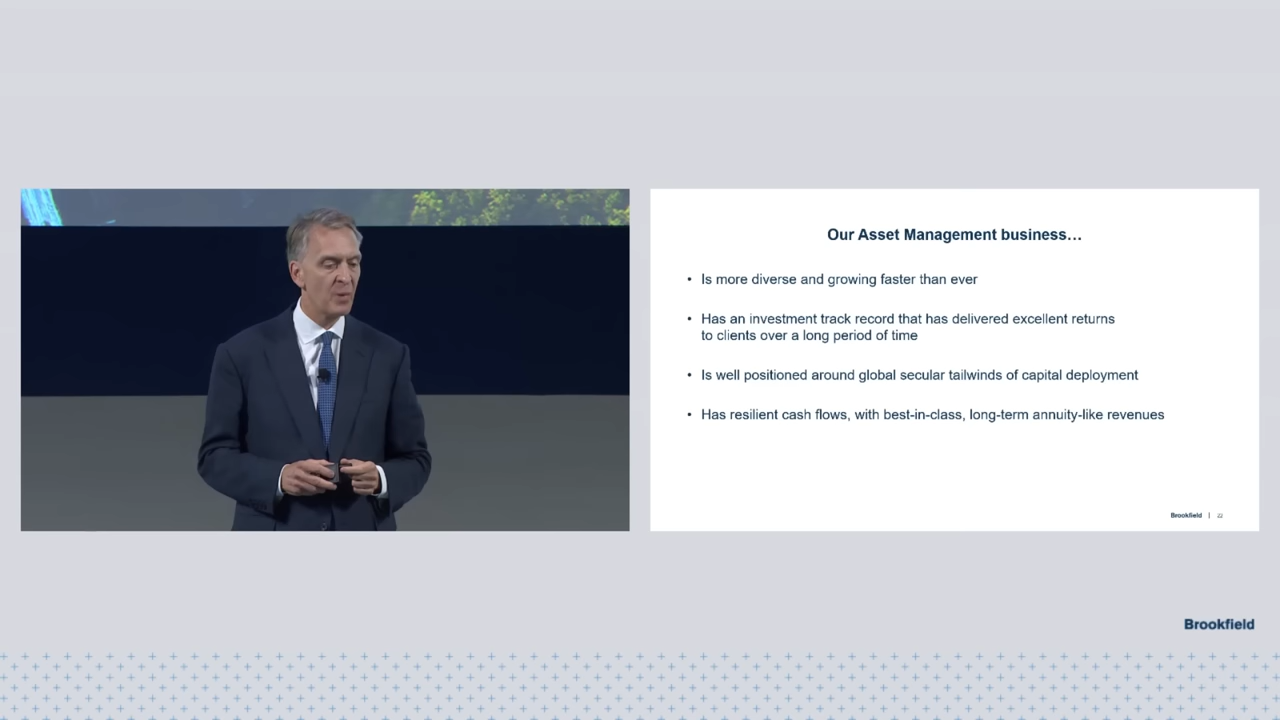 Our Asset Management business…
• Is more diverse and growing faster than ever
• Has an investment track record that has delivered excellent returns
to clients over a long period of time
• Is well positioned around global secular tailwinds of capital deployment
• Has resilient cash flows, with best-in-class, long-term annuity-like revenues
Brookfield | 22
Brookfield